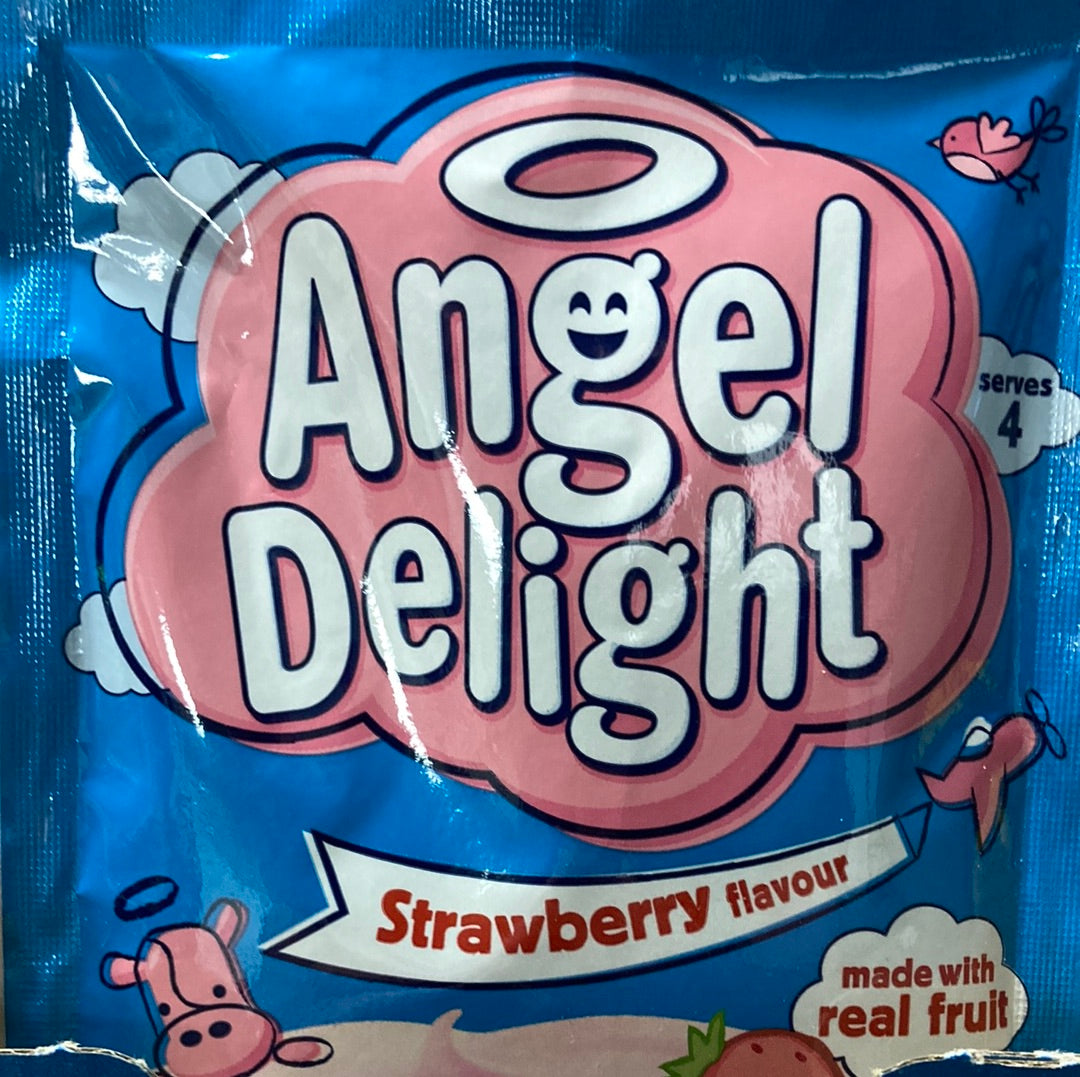 Angel
Delight
serves
4
Strawberry flavour
made with
real fruit